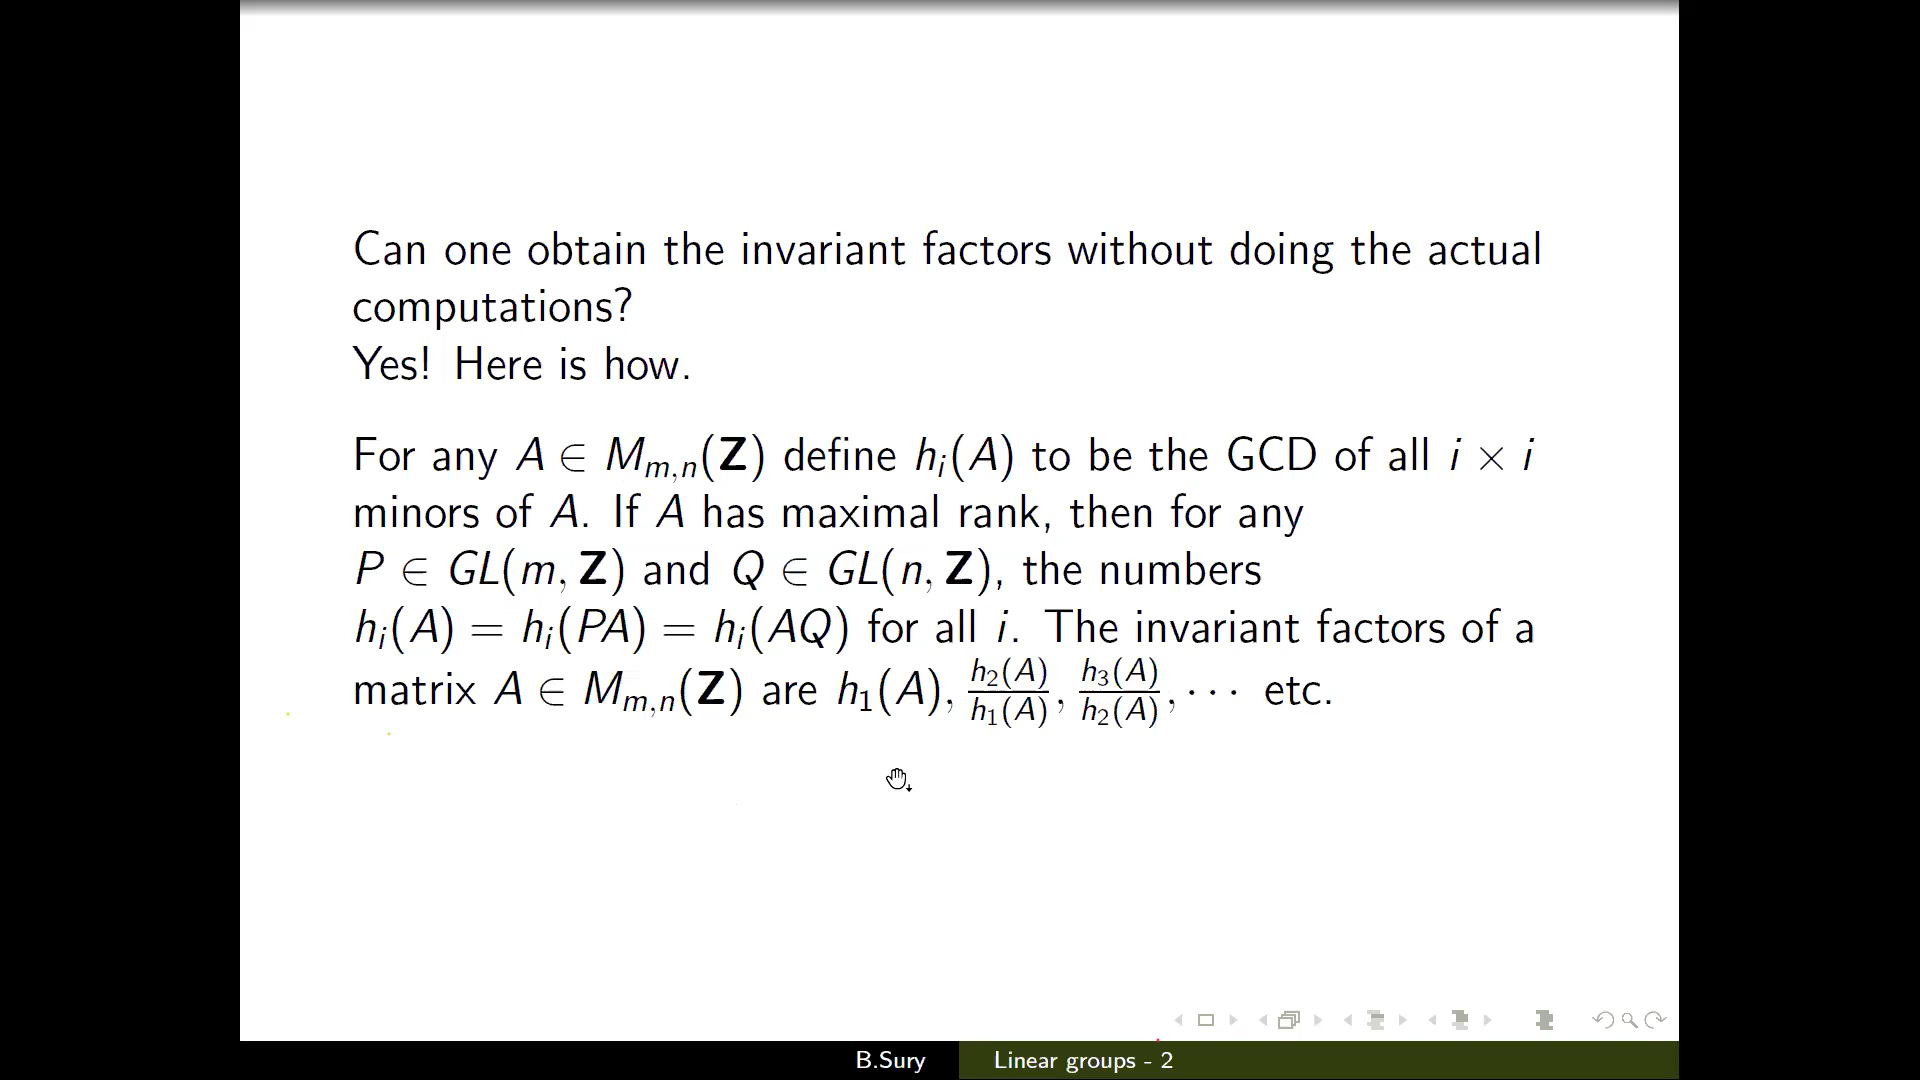 Can one obtain the invariant factors without doing the actual
computations?
Yes! Here is how.
For any A ∈ M_{m,n}(Z) define h_i(A) to be the GCD of all i × i
minors of A. If A has maximal rank, then for any
P ∈ GL(m, Z) and Q ∈ GL(n, Z), the numbers
h_i(A) = h_i(PA) = h_i(AQ) for all i. The invariant factors of a
matrix A ∈ M_{m,n}(Z) are h_1(A), \frac{h_2(A)}{h_1(A)}, \frac{h_3(A)}{h_2(A)}, ··· etc.
B.Sury Linear groups - 2